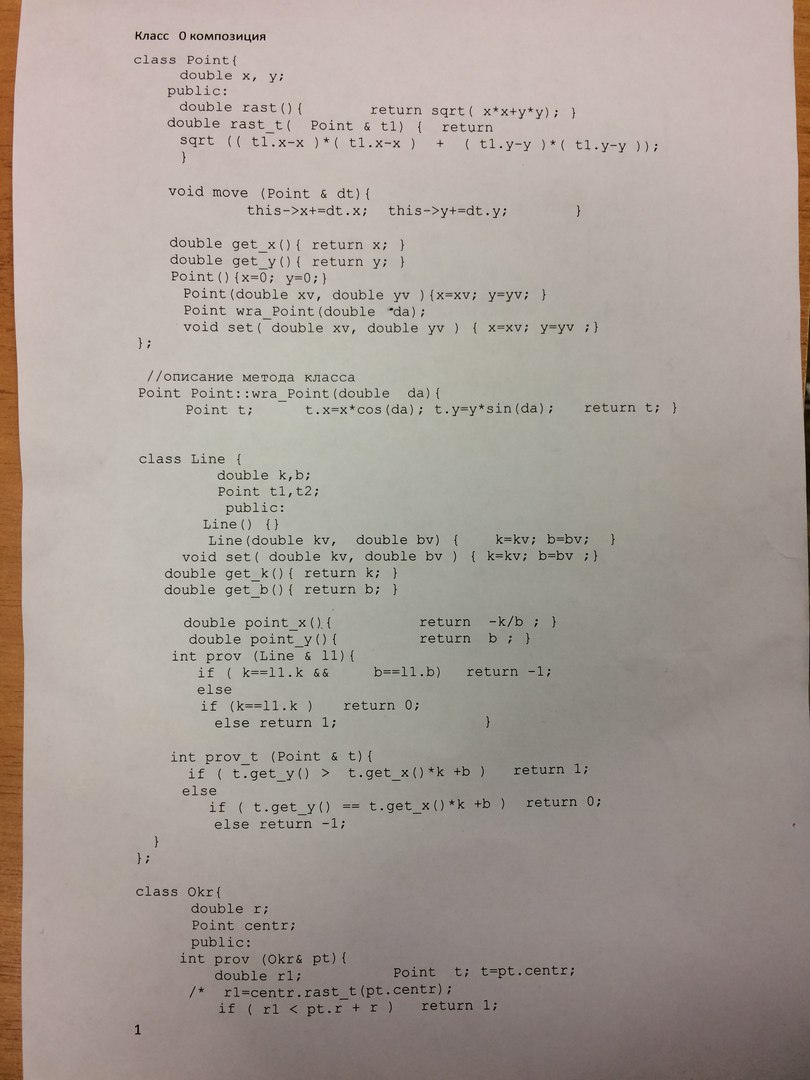 Класс 0 композиция
class Point{
double x, y;
public:
double rast(){ return sqrt( x*x+y*y); }
double rast_t( Point & t1) { return
sqrt (( t1.x-x )*( t1.x-x ) + ( t1.y-y )*( t1.y-y ));
}
void move (Point & dt){
this->x+=dt.x; this->y+=dt.y; }
double get_x(){ return x; }
double get_y(){ return y; }
Point(){x=0; y=0;}
Point(double xv, double yv ){x=xv; y=yv; }
Point wra_Point(double *da);
void set( double xv, double yv ) { x=xv; y=yv ;}
};
//описание метода класса
Point Point::wra_Point(double da){
Point t; t.x=x*cos(da); t.y=y*sin(da); return t; }
class Line {
double k,b;
Point t1,t2;
public:
Line() {}
Line(double kv, double bv) { k=kv; b=bv; }
void set( double kv, double bv ) { k=kv; b=bv ;}
double get_k(){ return k; }
double get_b(){ return b; }
double point_x(){ return -k/b ; }
double point_y(){ return b ; }
int prov (Line & l1){
if ( k==l1.k && b==l1.b) return -1;
else
if (k==l1.k ) return 0;
else return 1; }
int prov_t (Point & t){
if ( t.get_y() > t.get_x()*k +b ) return 1;
else
if ( t.get_y() == t.get_x()*k +b ) return 0;
else return -1;
}
};
class Okr{
double r;
Point centr;
public:
int prov (Okr& pt){
double r1; Point t; t=pt.centr;
/* r1=centr.rast_t(pt.centr);
if ( r1 < pt.r + r ) return 1;
1